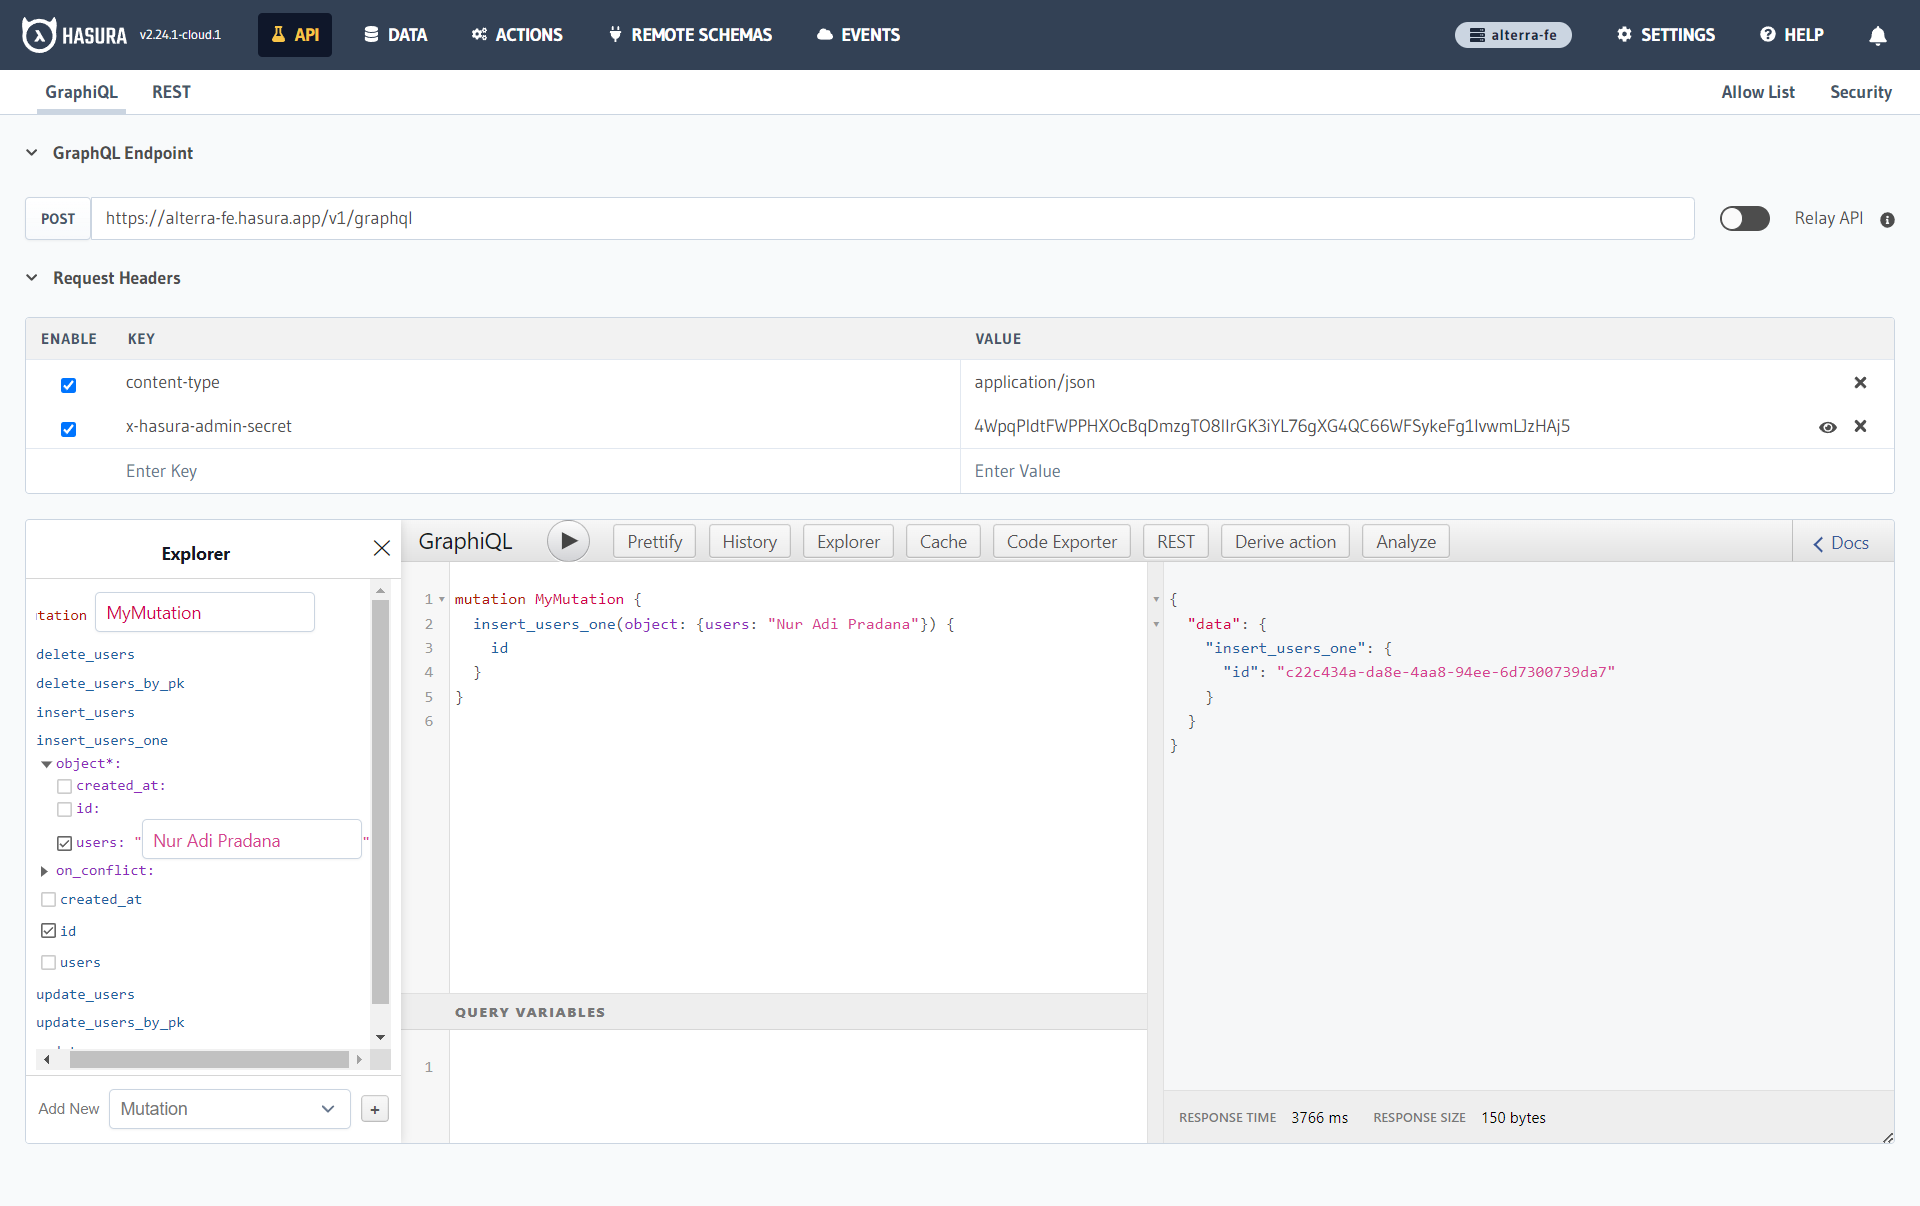 HASURA v2.24.1-cloud.1 API DATA ACTIONS REMOTE SCHEMAS EVENTS alterra-fe SETTINGS HELP
GraphiQL REST Allow List Security
GraphQL Endpoint
POST https://alterra-fe.hasura.app/v1/graphql Relay API
Request Headers
ENABLE KEY VALUE
content-type application/json
x-hasura-admin-secret 4WpqPIdtFWPPHXOcBqDmzgTO8IIrGK3iYL76gXG4QC66WFSykeFg1IvwmLJzHAj5
Enter Key Enter Value
Explorer
GraphiQL Prettify History Explorer Cache Code Exporter REST Derive action Analyze Docs
tation MyMutation
delete_users
delete_users_by_pk
insert_users
insert_users_one
object*:
created_at:
id:
users: "Nur Adi Pradana"
on_conflict:
created_at
id
users
update_users
update_users_by_pk
Add New Mutation +
1 mutation MyMutation {
2 insert_users_one(object: {users: "Nur Adi Pradana"}) {
3 id
4 }
5 }
6
QUERY VARIABLES
1
{
"data": {
"insert_users_one": {
"id": "c22c434a-da8e-4aa8-94ee-6d7300739da7"
}
}
}
RESPONSE TIME 3766 ms RESPONSE SIZE 150 bytes